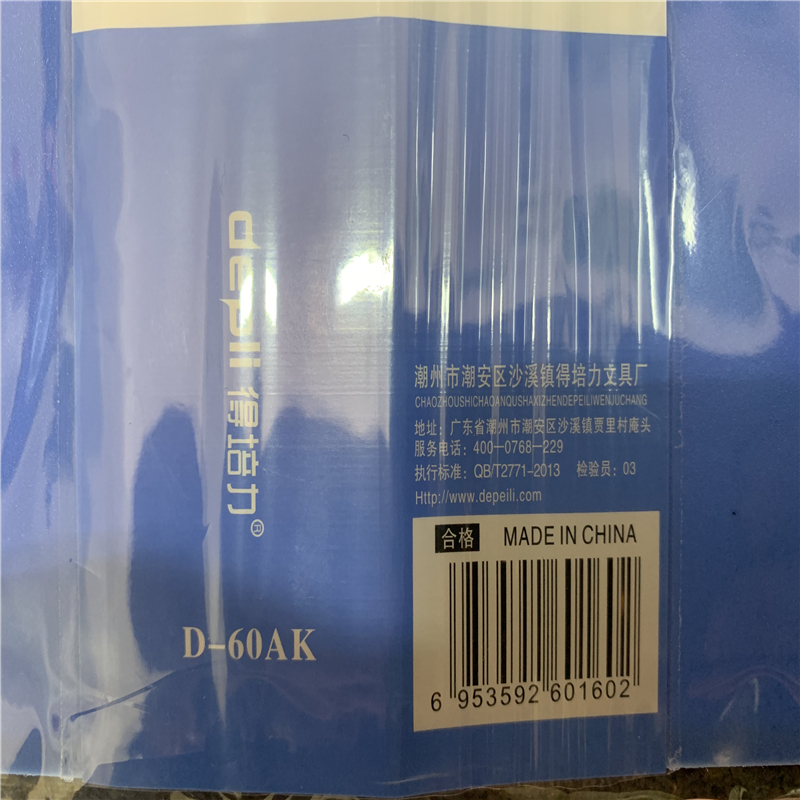 depli 得培力®
D-60AK
潮州市潮安区沙溪镇得培力文具厂
CHAOZHOUSHICHAOANQUSHAXIZHENDEPEILIWENJUCHANG
地址：广东省潮州市潮安区沙溪镇贾里村庵头
服务电话：400—0768—229
执行标准：QB/T2771-2013 检验员：03
Http://www.depeili.com
合格 MADE IN CHINA
6 953592 601602